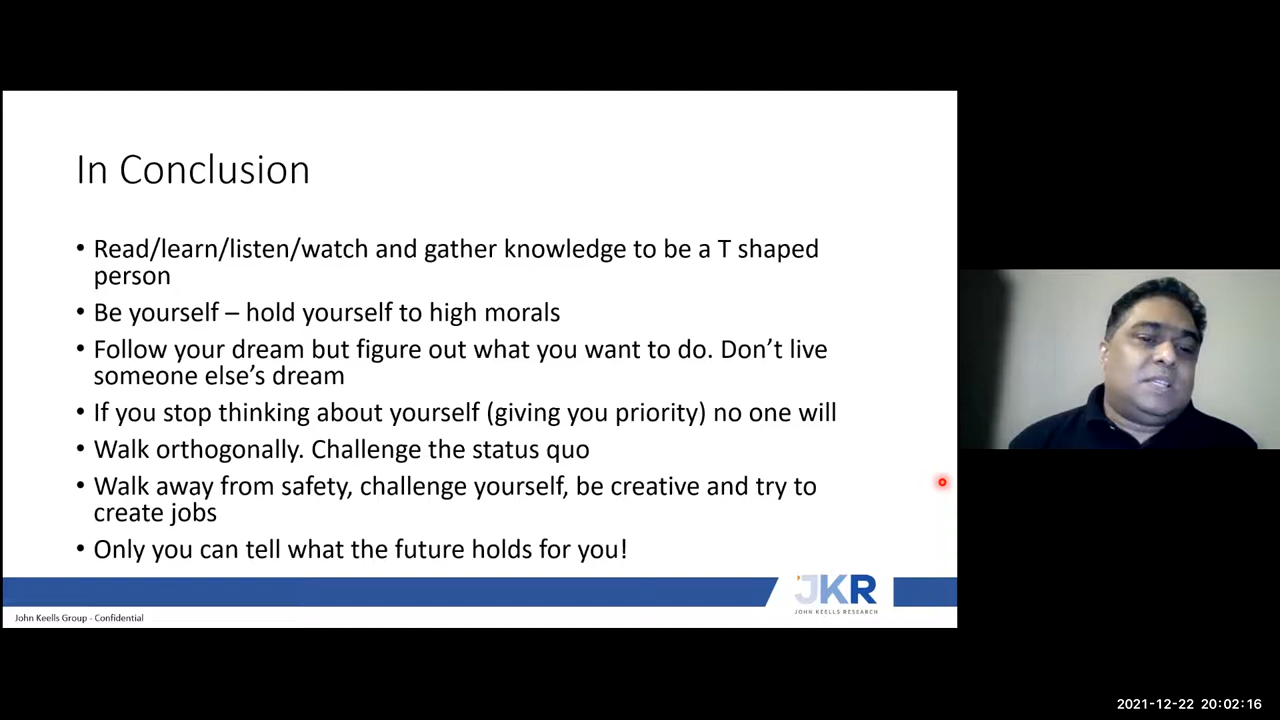 In Conclusion
• Read/learn/listen/watch and gather knowledge to be a T shaped
person
• Be yourself – hold yourself to high morals
• Follow your dream but figure out what you want to do. Don’t live
someone else’s dream
• If you stop thinking about yourself (giving you priority) no one will
• Walk orthogonally. Challenge the status quo
• Walk away from safety, challenge yourself, be creative and try to
create jobs
• Only you can tell what the future holds for you!
JKR
JOHN KEELLS RESEARCH
John Keells Group - Confidential
2021-12-22 20:02:16